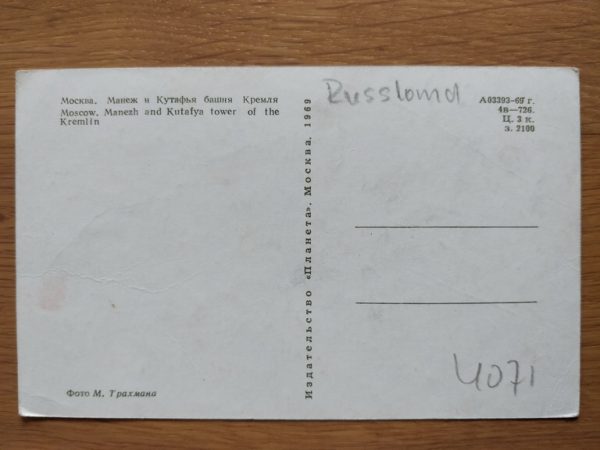 Москва. Манеж и Кутафья башня Кремля
Moscow. Manezh and Kutafya tower of the
Kremlin
Фото М. Трахмана
Издательство «Планета». Москва. 1969
Russland
А03393-69 г.
4в—726.
Ц. 3 к.
з. 2100
4071